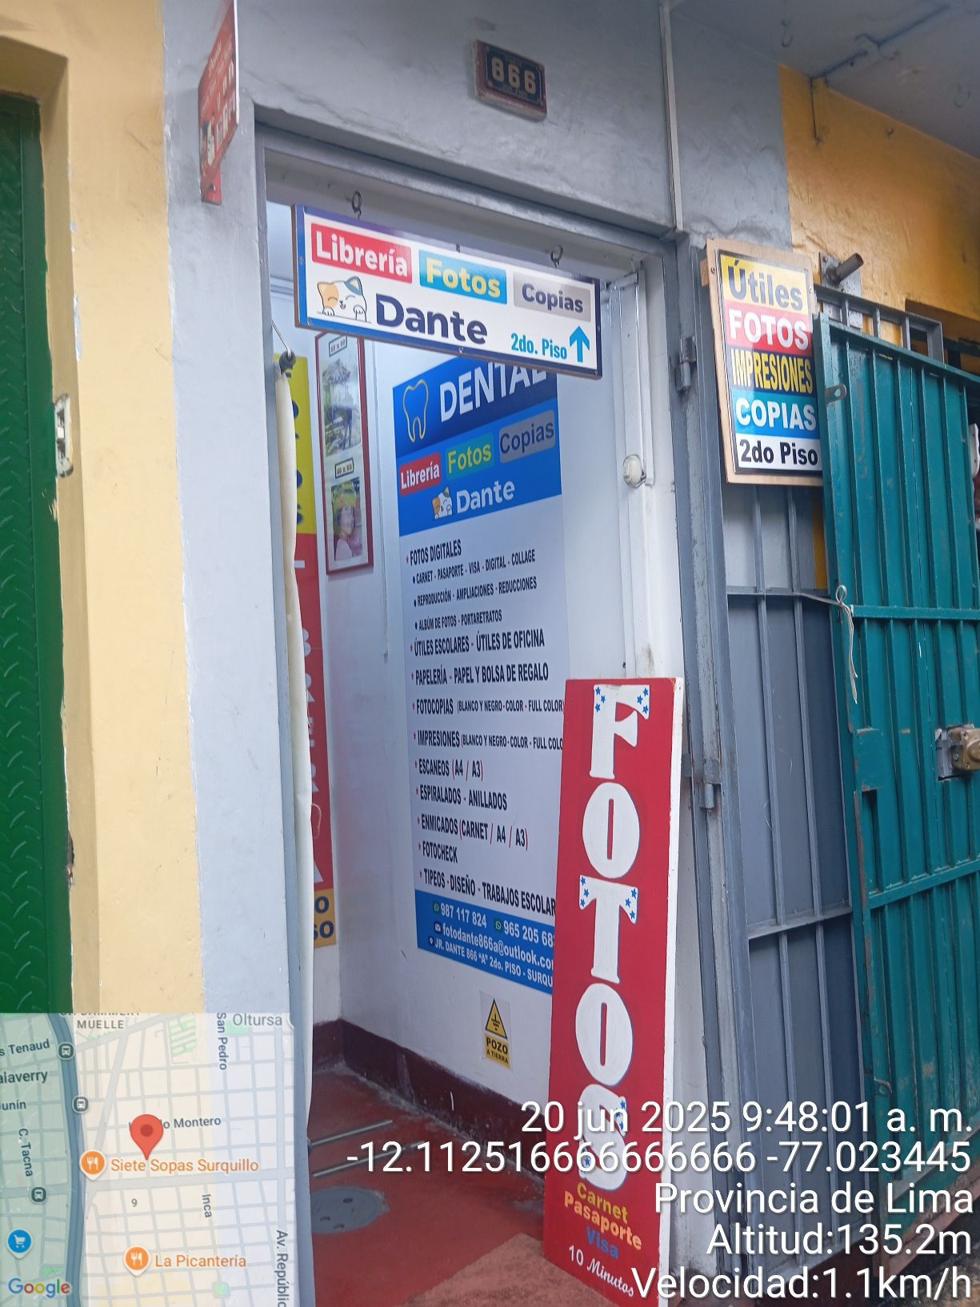 866
Librería Fotos Copias
Dante
2do. Piso
Útiles
FOTOS
IMPRESIONES
COPIAS
2do Piso
DENTAL
Librería Fotos Copias
Dante
FOTOS DIGITALES
CARNET - PASAPORTE - VISA - DIGITAL - COLLAGE
REPRODUCCIÓN - AMPLIACIONES - REDUCCIONES
ALBÚM DE FOTOS - PORTARETRATOS
ÚTILES ESCOLARES - ÚTILES DE OFICINA
PAPELERÍA - PAPEL Y BOLSA DE REGALO
FOTOCOPIAS (BLANCO Y NEGRO-COLOR - FULL COLOR
IMPRESIONES (BLANCO Y NEGRO-COLOR - FULL COLO
ESCANEOS (A4 / A3)
ESPIRALADOS - ANILLADOS
ENMICADOS (CARNET / A4 / A3)
FOTOCHECK
TIPEOS -DISEÑO - TRABAJOS ESCOLAR
987 117 824 965 205 68
fotodante866a@outlook.co
JR. DANTE 866 "A" 2do. PISO - SURQU
POZO
A TIERRA
FOTOS
Carnet
Pasaporte
Visa
10 Minutos
20 jun 2025 9:48:01 a. m.
-12.112516666666666 -77.023445
Provincia de Lima
Altitud:135.2m
Velocidad:1.1km/h
MUELLE
Oltursa
San Pedro
s Tenaud
alaverry
unín
C. Tacna
o Montero
Siete Sopas Surquillo
9
Inca
La Picantería
Av. Repúblic
Google